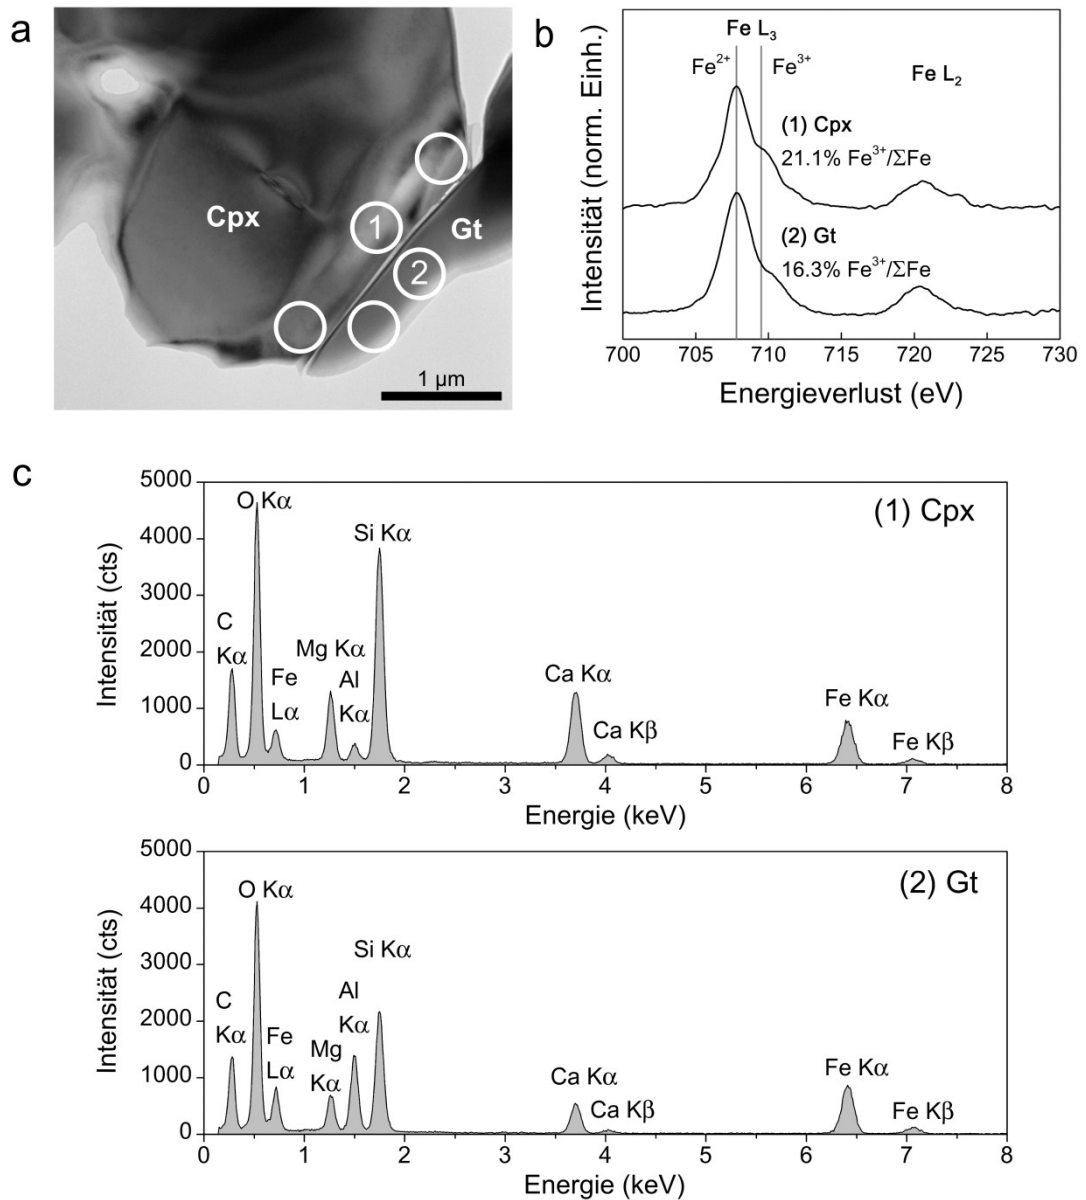 a
Cpx
1
Gt
2
1 μm
b
Fe L₃
Fe²⁺
Fe³⁺
Fe L₂
(1) Cpx
21.1% Fe³⁺/ΣFe
(2) Gt
16.3% Fe³⁺/ΣFe
Intensität (norm. Einh.)
700 705 710 715 720 725 730
Energieverlust (eV)
c
(1) Cpx
5000
4000
3000
2000
1000
0
Intensität (cts)
C
Kα
O Kα
Fe
Lα
Mg Kα
Al
Kα
Si Kα
Ca Kα
Ca Kβ
Fe Kα
Fe Kβ
0 1 2 3 4 5 6 7 8
Energie (keV)
(2) Gt
5000
4000
3000
2000
1000
0
Intensität (cts)
C
Kα
O Kα
Fe
Lα
Mg
Kα
Al
Kα
Si Kα
Ca Kα
Ca Kβ
Fe Kα
Fe Kβ
0 1 2 3 4 5 6 7 8
Energie (keV)